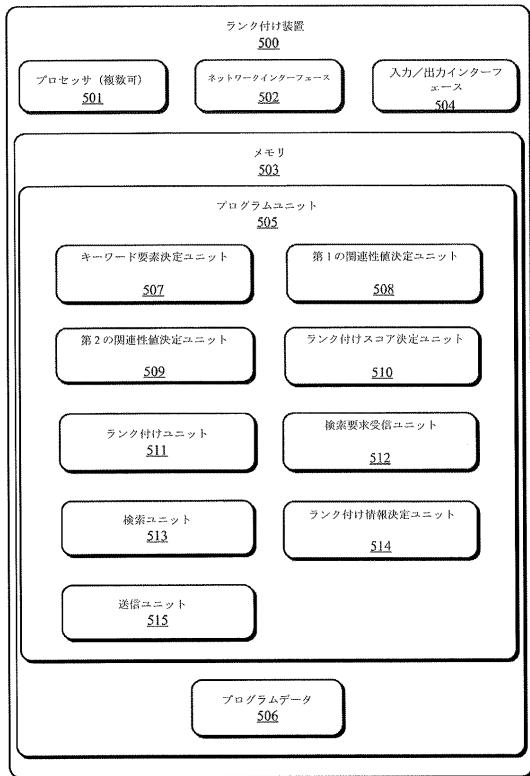 ランク付け装置
500
プロセッサ（複数可）
501
ネットワークインターフェース
502
入力／出力インターフ
ェース
504
メモリ
503
プログラムユニット
505
キーワード要素決定ユニット
507
第1の関連性値決定ユニット
508
第2の関連性値決定ユニット
509
ランク付けスコア決定ユニット
510
ランク付けユニット
511
検索要求受信ユニット
512
検索ユニット
513
ランク付け情報決定ユニット
514
送信ユニット
515
プログラムデータ
506